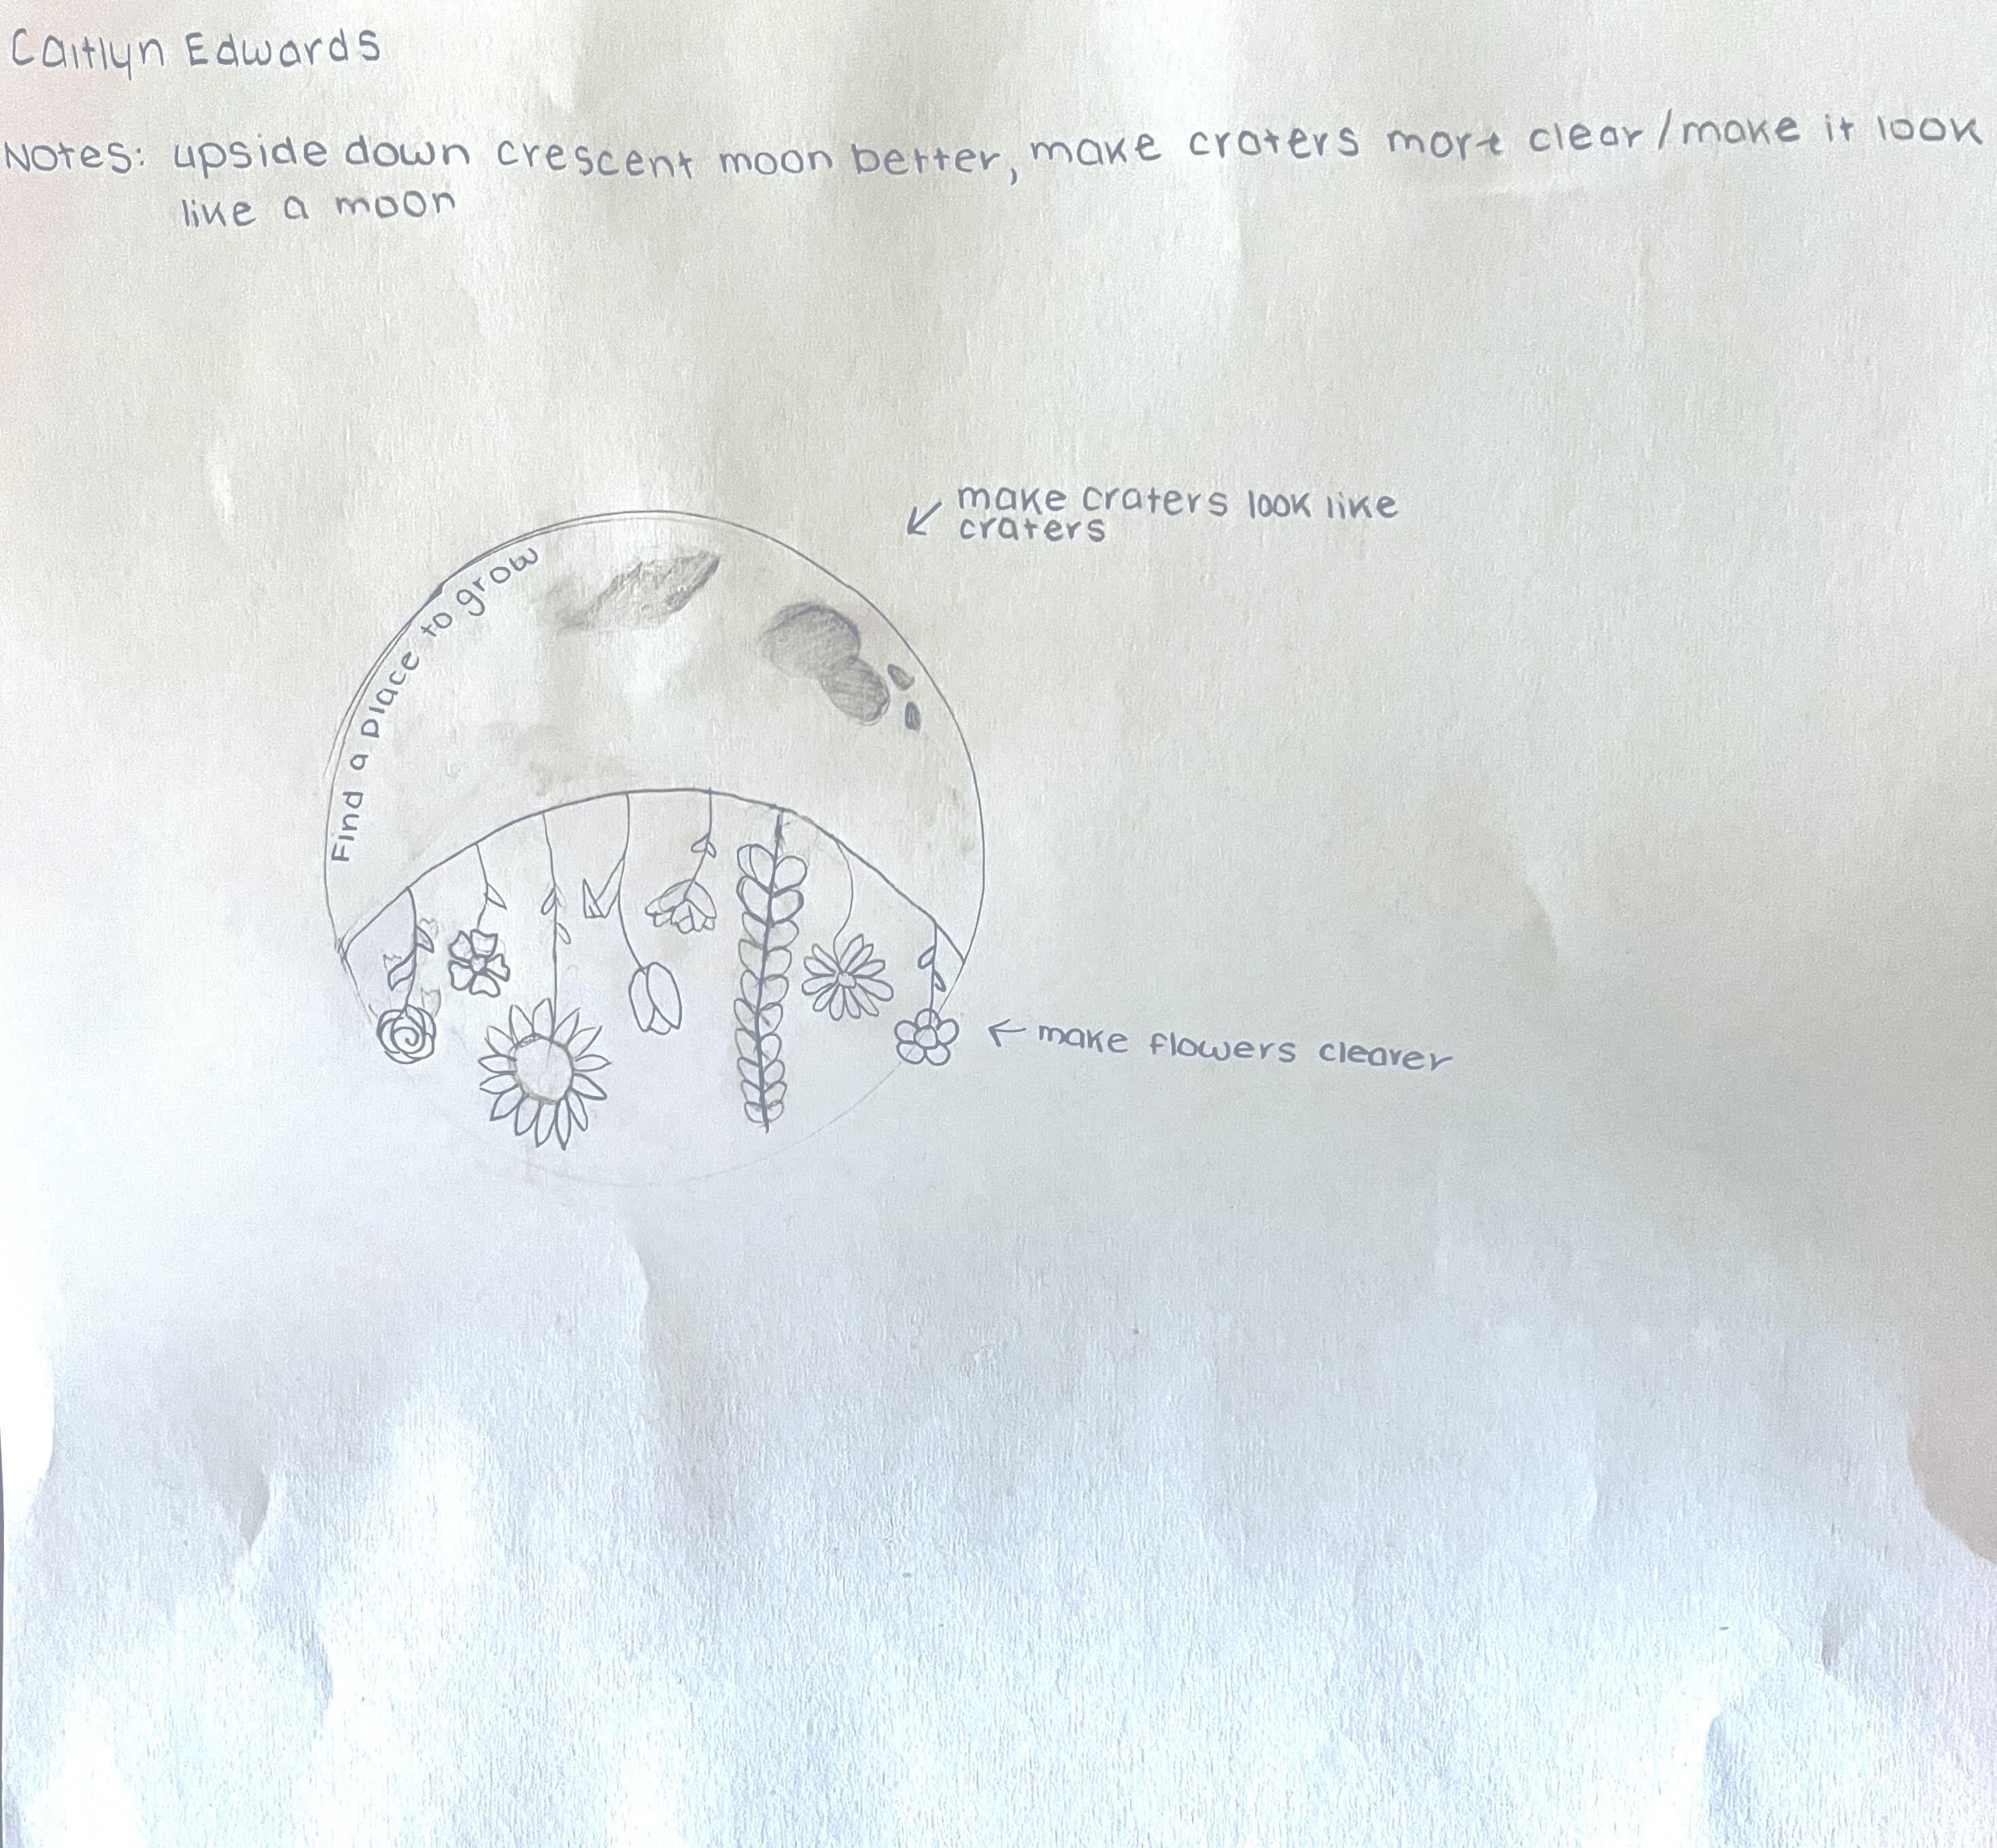 Caitlyn Edwards
Notes: upside down crescent moon better, make craters more clear/make it look
like a moon
make craters look like
craters
Find a place to grow
← make flowers clearer